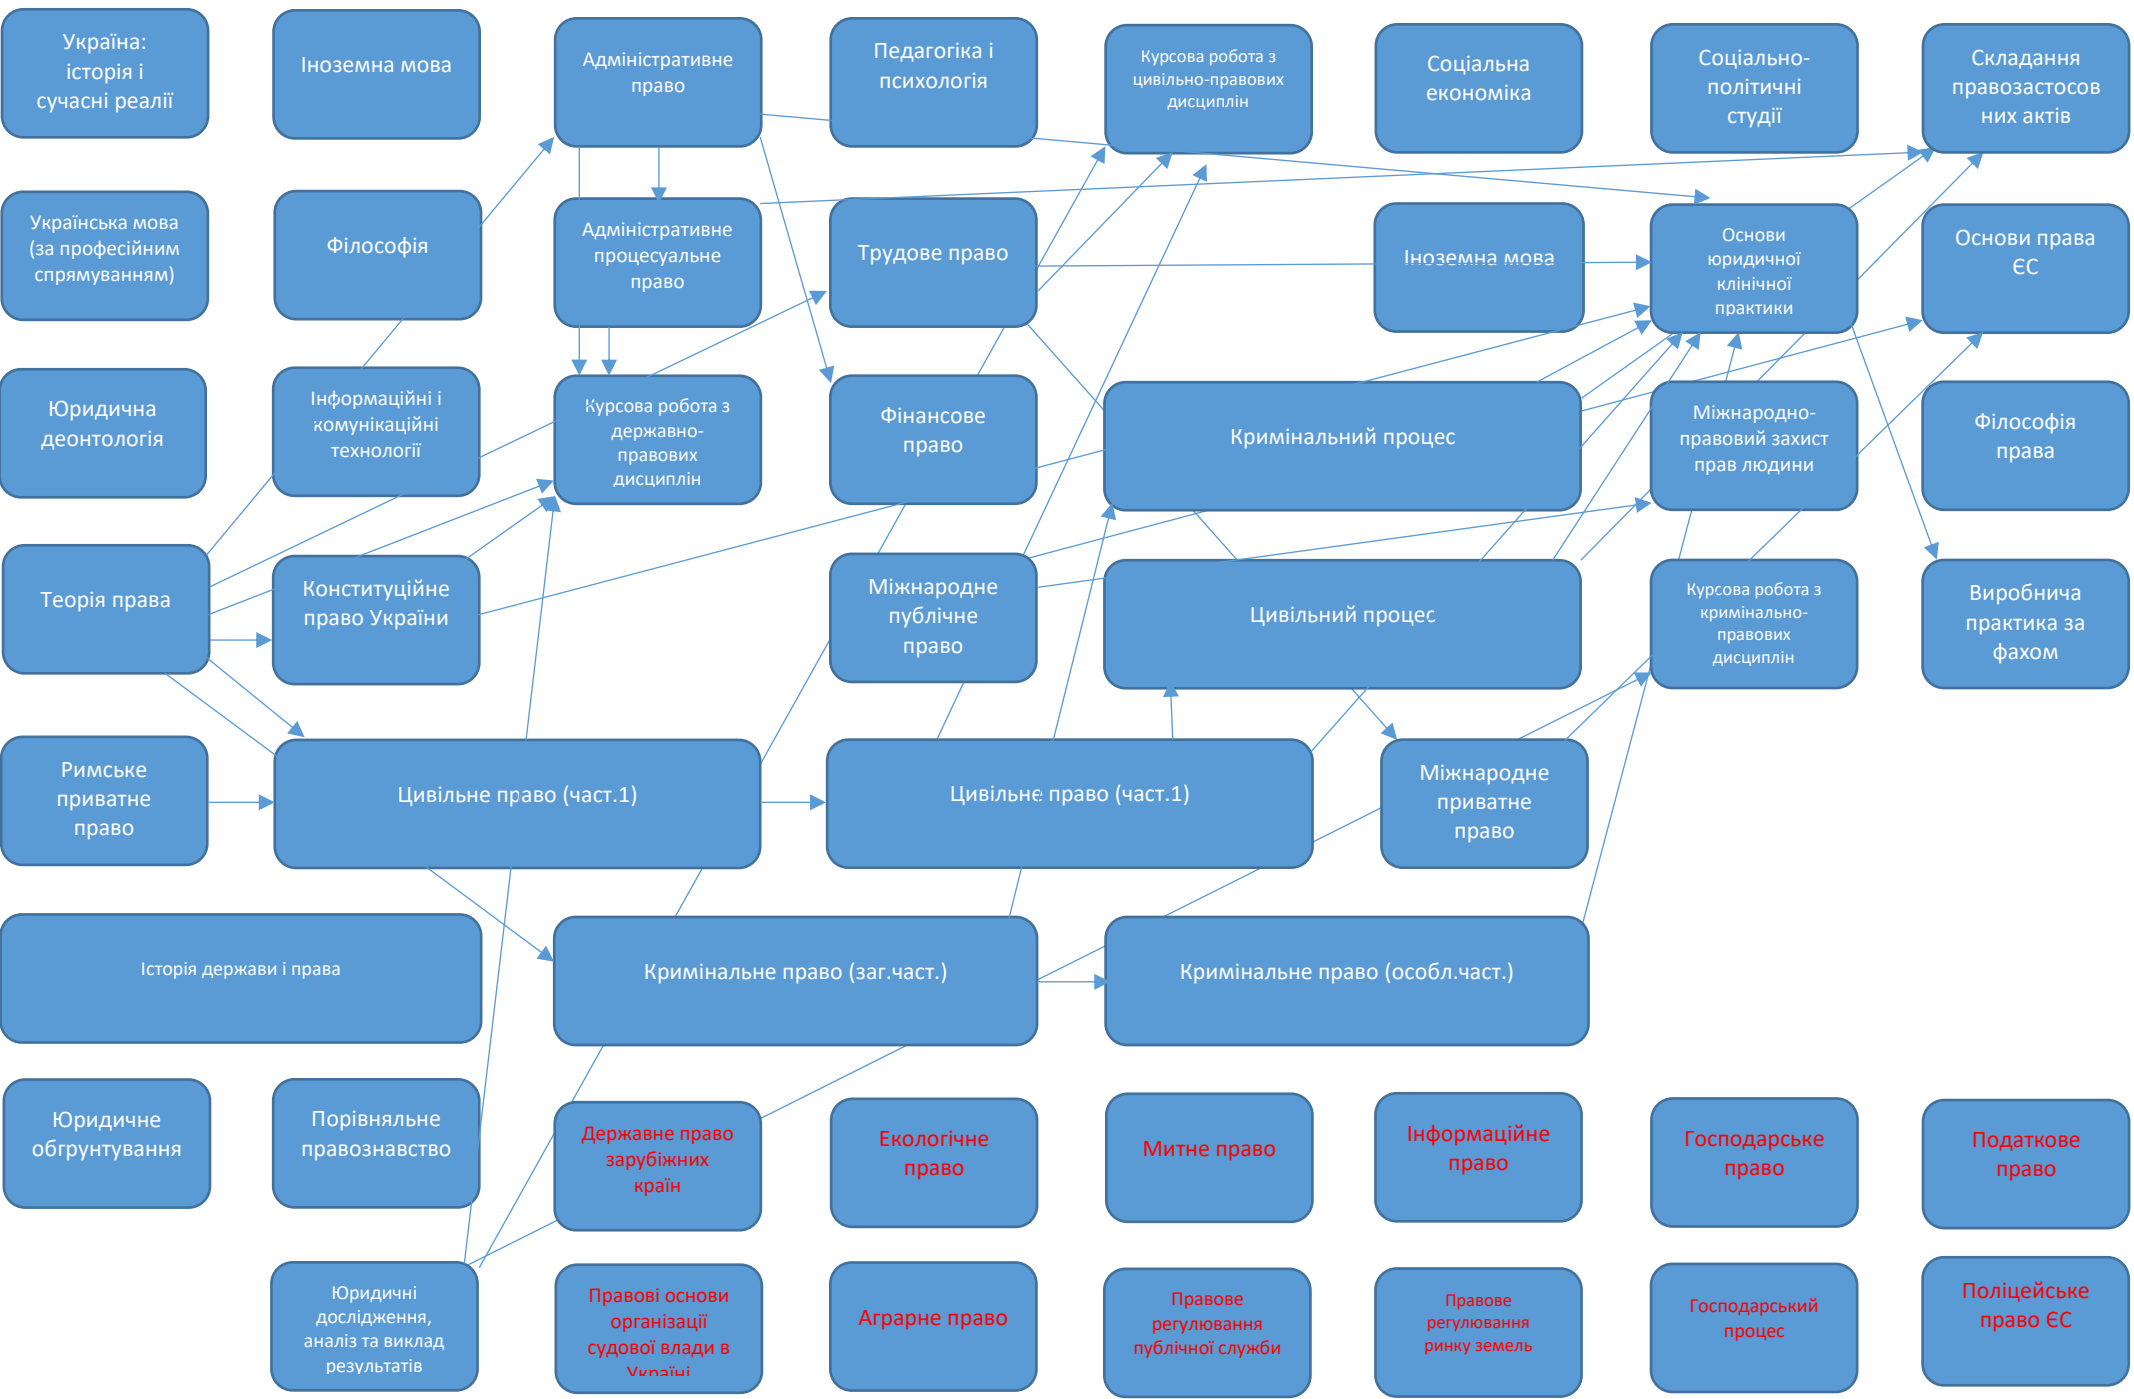 Україна:
історія і
сучасні реалії
Іноземна мова
Адміністративне
право
Педагогіка і
психологія
Курсова робота з
цивільно-правових
дисциплін
Соціальна
економіка
Соціально-
політичні
студії
Складання
правозастосов
них актів
Українська мова
(за професійним
спрямуванням)
Філософія
Адміністративне
процесуальне
право
Трудове право
Іноземна мова
Основи
юридичної
клінічної
практики
Основи права
ЄС
Юридична
деонтологія
Інформаційні і
комунікаційні
технології
Курсова робота з
державно-
правових
дисциплін
Фінансове
право
Кримінальний процес
Міжнародно-
правовий захист
прав людини
Філософія
права
Теорія права
Конституційне
право України
Міжнародне
публічне
право
Цивільний процес
Курсова робота з
кримінально-
правових
дисциплін
Виробнича
практика за
фахом
Римське
приватне
право
Цивільне право (част.1)
Цивільне право (част.1)
Міжнародне
приватне
право
Історія держави і права
Кримінальне право (заг.част.)
Кримінальне право (особл.част.)
Юридичне
обгрунтування
Порівняльне
правознавство
Державне право
зарубіжних
країн
Екологічне
право
Митне право
Інформаційне
право
Господарське
право
Податкове
право
Юридичні
дослідження,
аналіз та виклад
результатів
Правові основи
організації
судової влади в
Україні
Аграрне право
Правове
регулювання
публічної служби
Правове
регулювання
ринку земель
Господарський
процес
Поліцейське
право ЄС